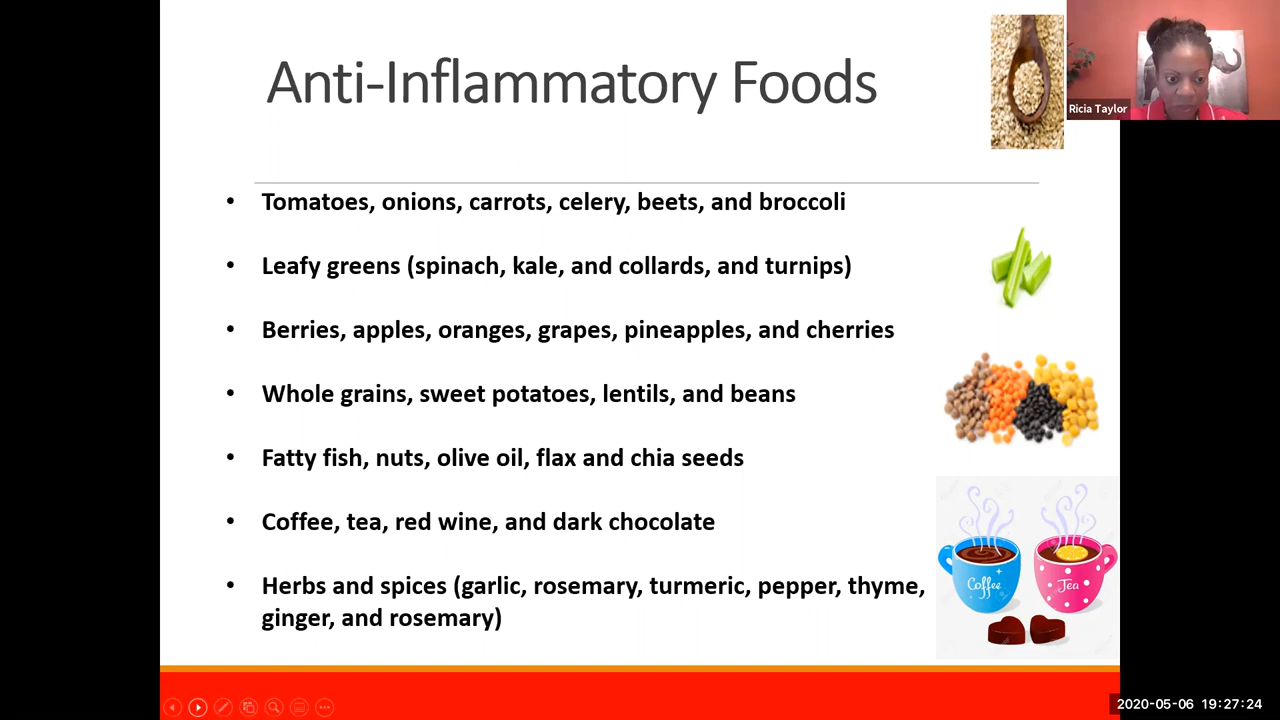 Anti-Inflammatory Foods
Ricia Taylor
• Tomatoes, onions, carrots, celery, beets, and broccoli
• Leafy greens (spinach, kale, and collards, and turnips)
• Berries, apples, oranges, grapes, pineapples, and cherries
• Whole grains, sweet potatoes, lentils, and beans
• Fatty fish, nuts, olive oil, flax and chia seeds
• Coffee, tea, red wine, and dark chocolate
• Herbs and spices (garlic, rosemary, turmeric, pepper, thyme,
ginger, and rosemary)
Coffee
Tea
2020-05-06 19:27:24